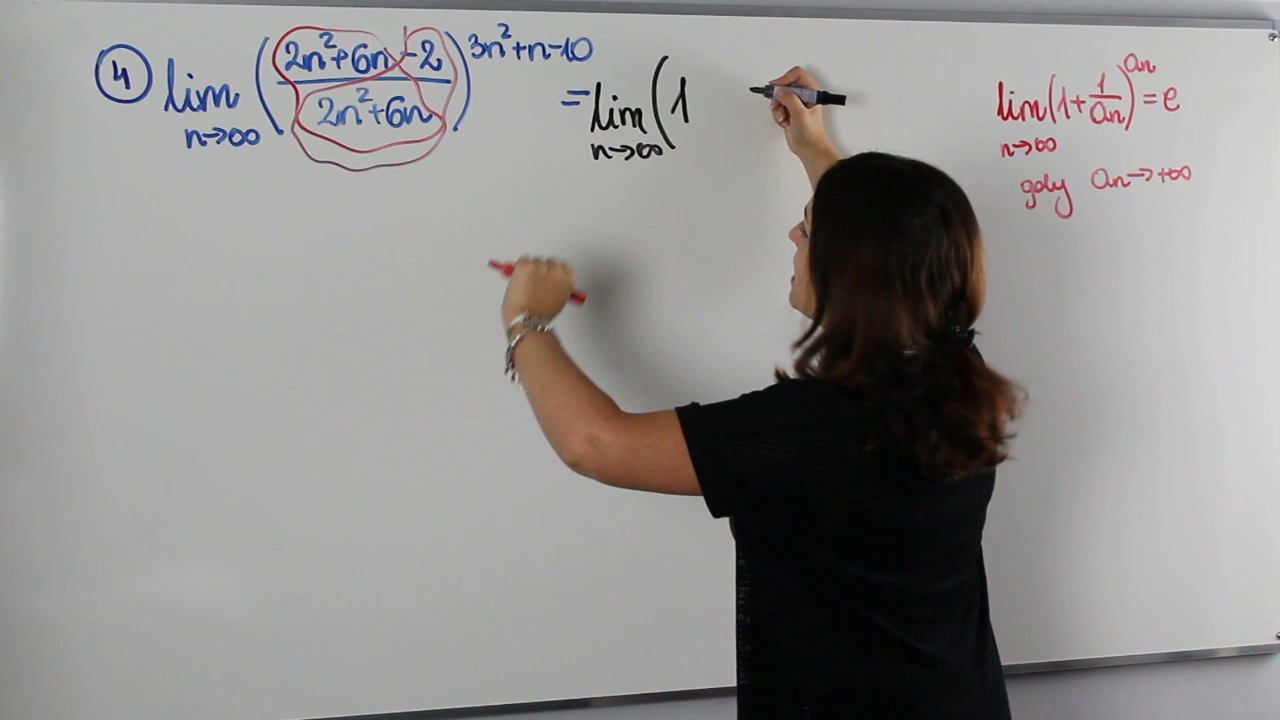 ④ lim n→∞ ( (2n²+6n-2) / (2n²+6n) )^(3n²+n-10) = lim n→∞ (1
lim n→∞ (1 + 1/an)^an = e
gdy an→+∞